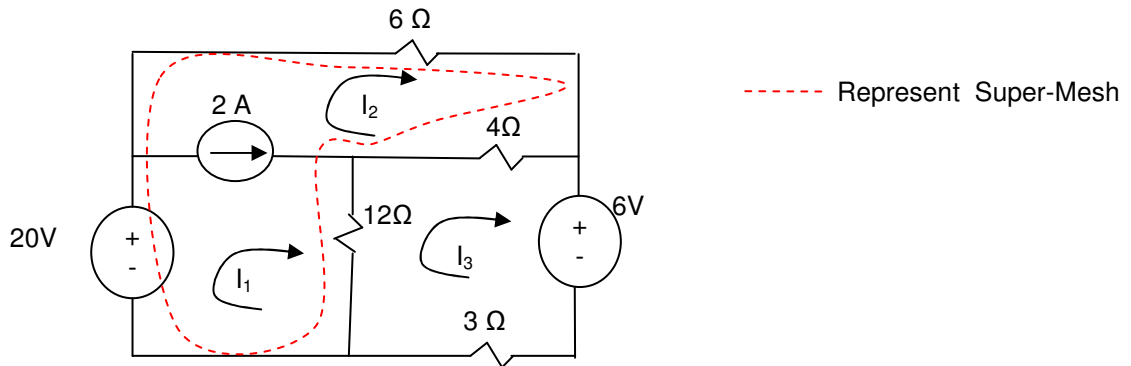 6 Ω
Represent Super-Mesh
I2
2 A
4Ω
20V
+
-
12Ω
6V
+
-
I1
I3
3 Ω